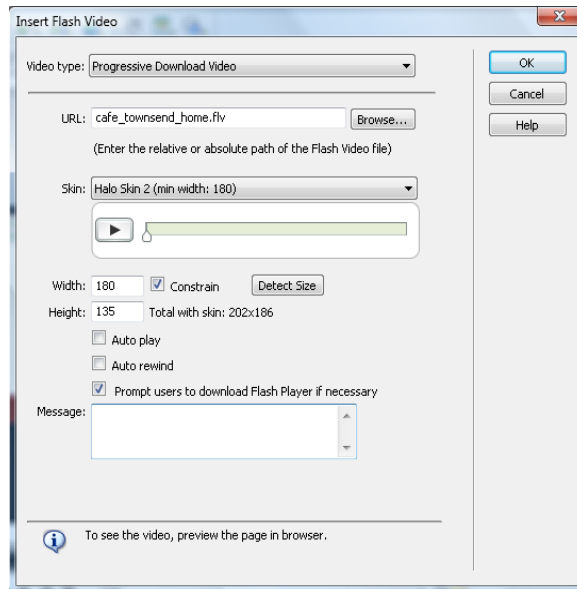 Insert Flash Video
Video type: Progressive Download Video
OK
Cancel
Help
URL: cafe_townsend_home.flv Browse...
(Enter the relative or absolute path of the Flash Video file)
Skin: Halo Skin 2 (min width: 180)
Width: 180 Constrain Detect Size
Height: 135 Total with skin: 202x186
Auto play
Auto rewind
Prompt users to download Flash Player if necessary
Message:
To see the video, preview the page in browser.